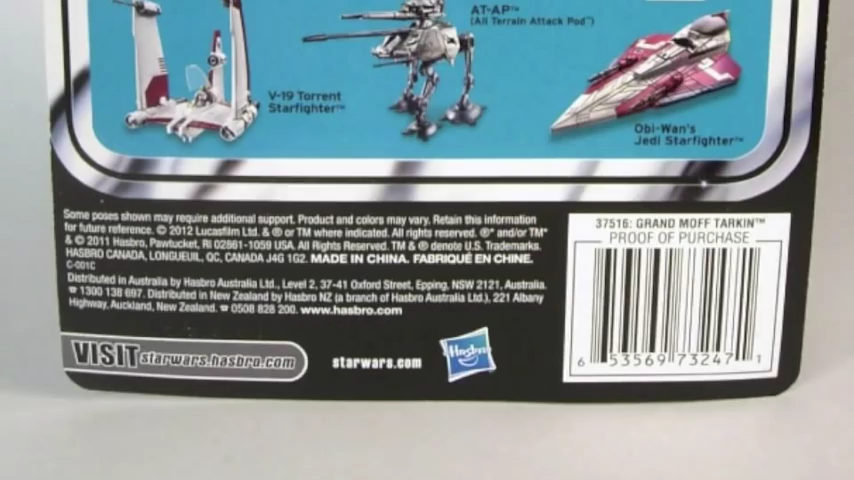 AT-AP™
(All Terrain Attack Pod™)
V-19 Torrent
Starfighter™
Obi-Wan's
Jedi Starfighter™
Some poses shown may require additional support. Product and colors may vary. Retain this information
for future reference. © 2012 Lucasfilm Ltd. & ® or TM where indicated. All rights reserved. ®* and/or TM*
& © 2011 Hasbro, Pawtucket, RI 02861-1059 USA. All Rights Reserved. TM & ® denote U.S. Trademarks.
HASBRO CANADA, LONGUEUIL, QC, CANADA J4G 1G2. MADE IN CHINA. FABRIQUÉ EN CHINE.
C-001C
Distributed in Australia by Hasbro Australia Ltd., Level 2, 37-41 Oxford Street, Epping, NSW 2121, Australia.
☎ 1300 138 697. Distributed in New Zealand by Hasbro NZ (a branch of Hasbro Australia Ltd.), 221 Albany
Highway, Auckland, New Zealand. ☎ 0508 828 200. www.hasbro.com
VISIT starwars.hasbro.com
starwars.com
Hasbro
37516: GRAND MOFF TARKIN™
PROOF OF PURCHASE
6 53569 73247 1